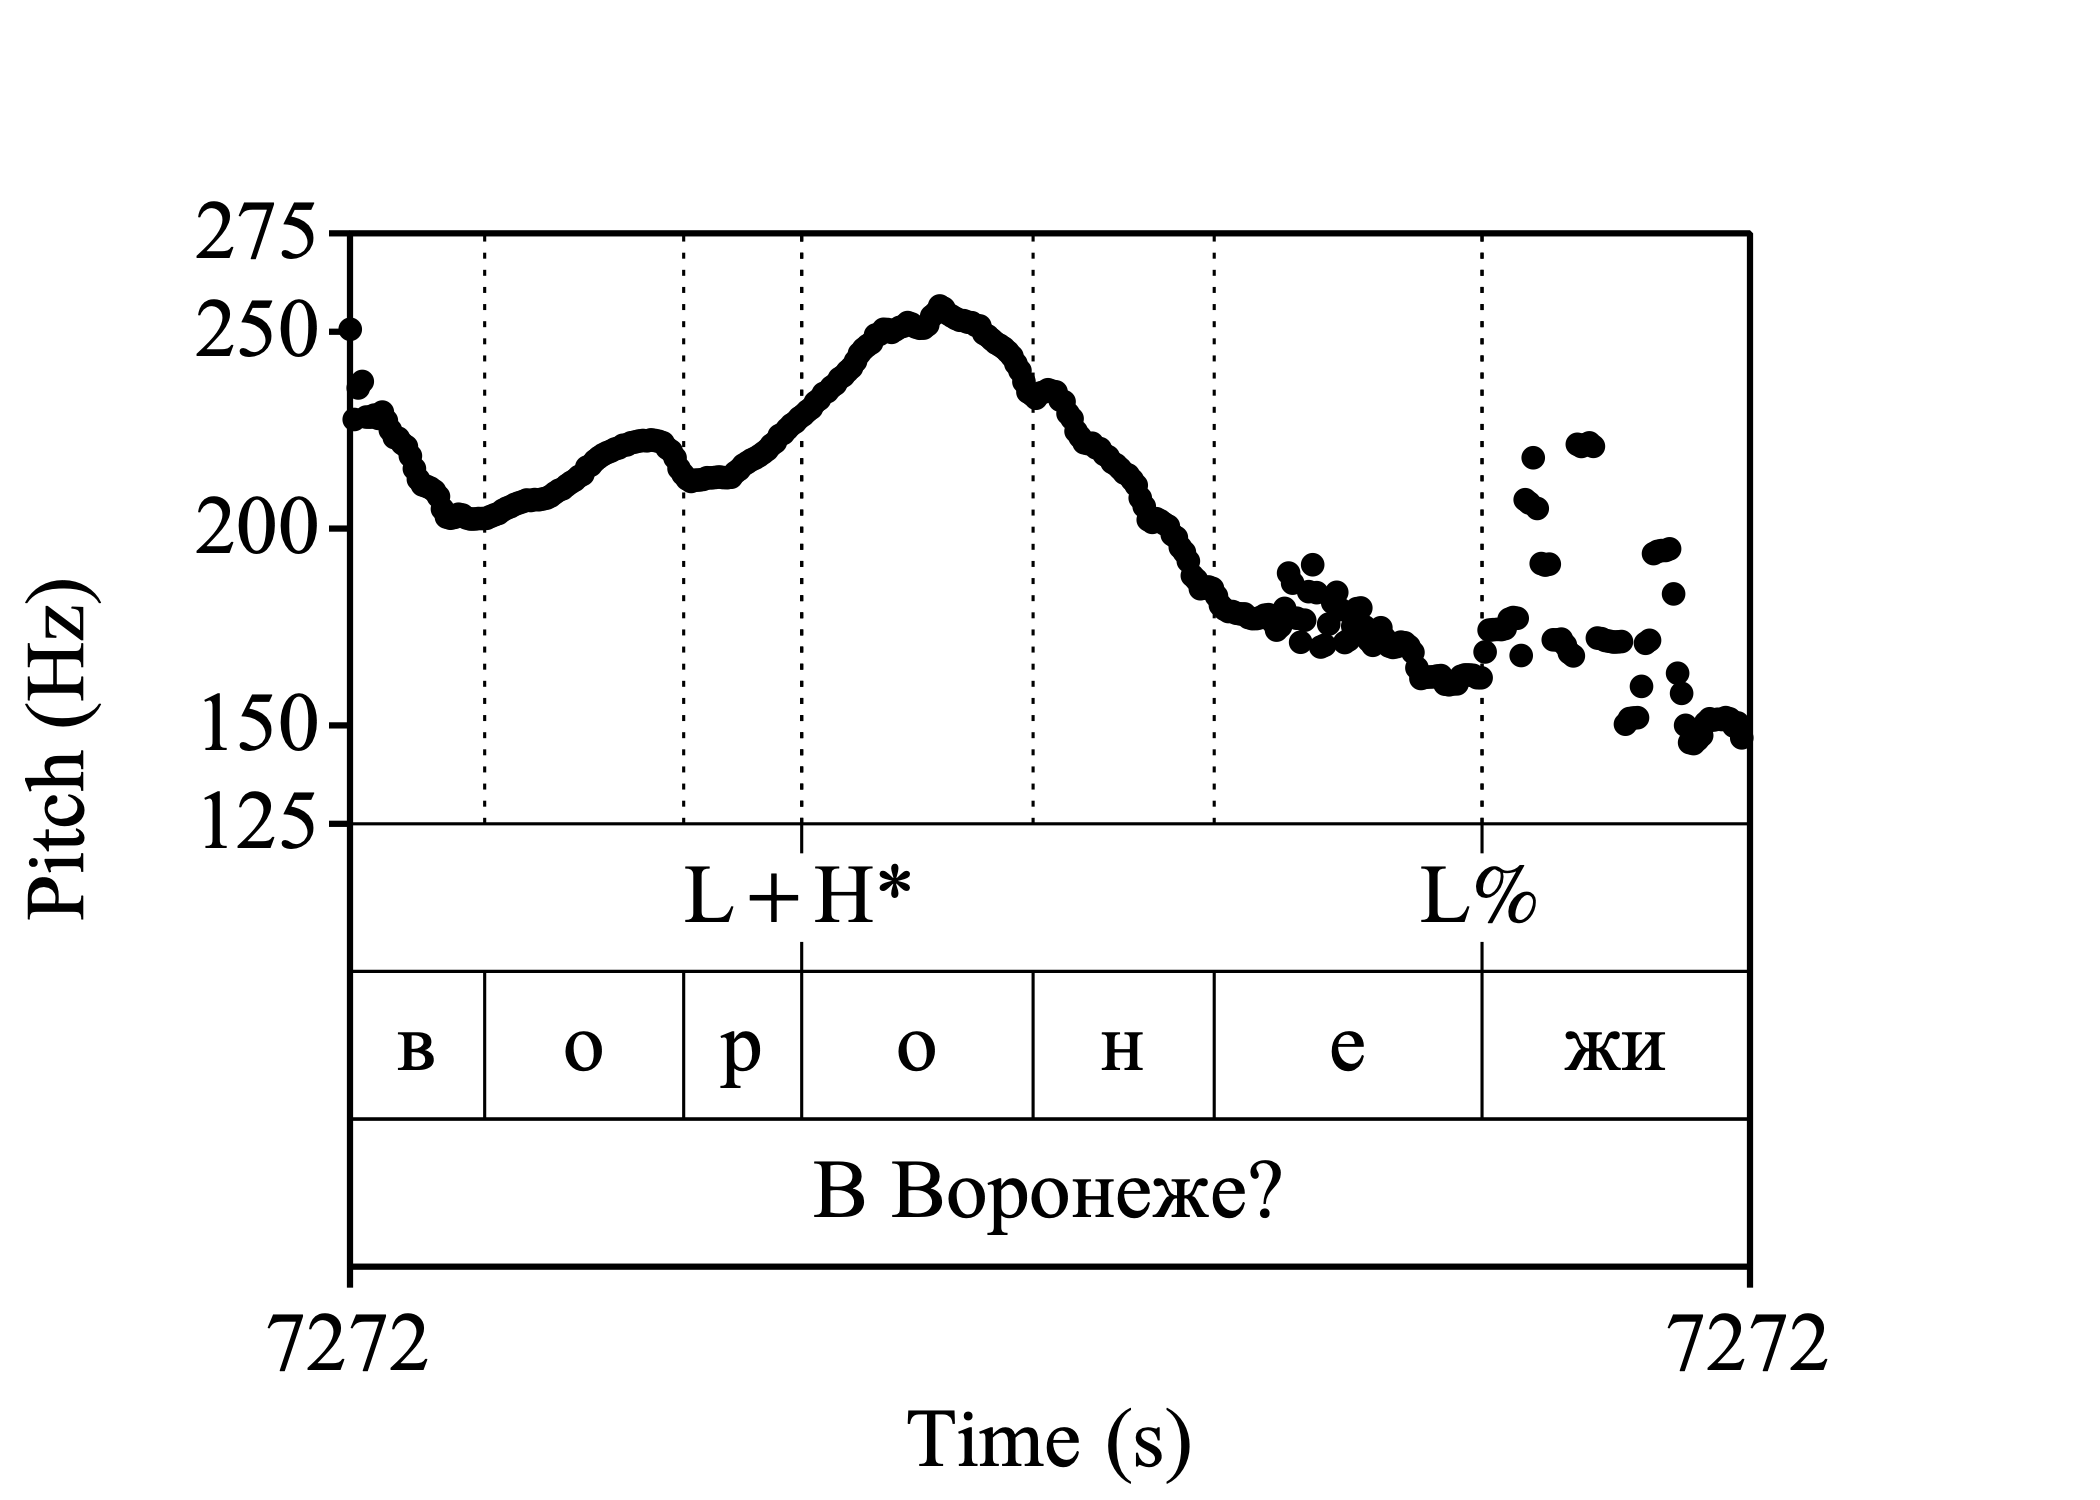 275
250
200
150
125
Pitch (Hz)
L+H* L%
в о р о н е жи
В Воронеже?
7272 7272
Time (s)